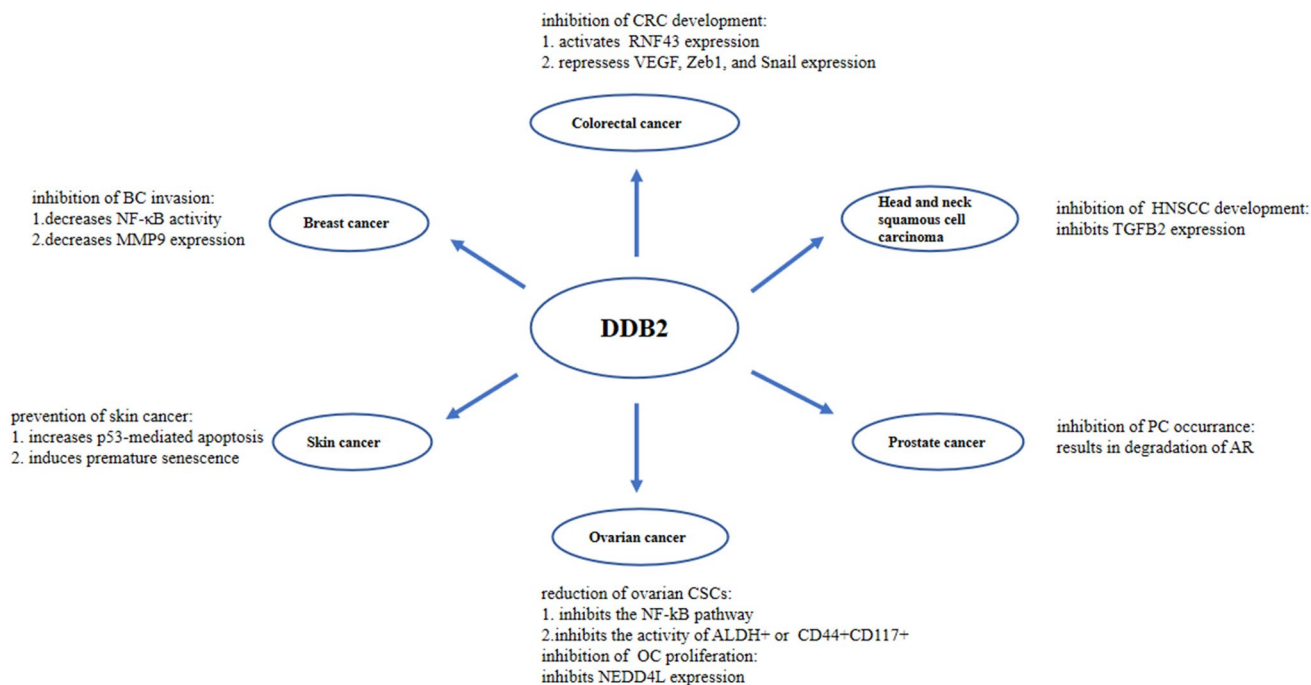 inhibition of CRC development:
1. activates RNF43 expression
2. repressess VEGF, Zeb1, and Snail expression
Colorectal cancer
inhibition of BC invasion:
1.decreases NF-κB activity
2.decreases MMP9 expression
Breast cancer
Head and neck
squamous cell
carcinoma
inhibition of HNSCC development:
inhibits TGFB2 expression
DDB2
prevention of skin cancer:
1. increases p53-mediated apoptosis
2. induces premature senescence
Skin cancer
Prostate cancer
inhibition of PC occurrance:
results in degradation of AR
Ovarian cancer
reduction of ovarian CSCs:
1. inhibits the NF-kB pathway
2.inhibits the activity of ALDH+ or CD44+CD117+
inhibition of OC proliferation:
inhibits NEDD4L expression